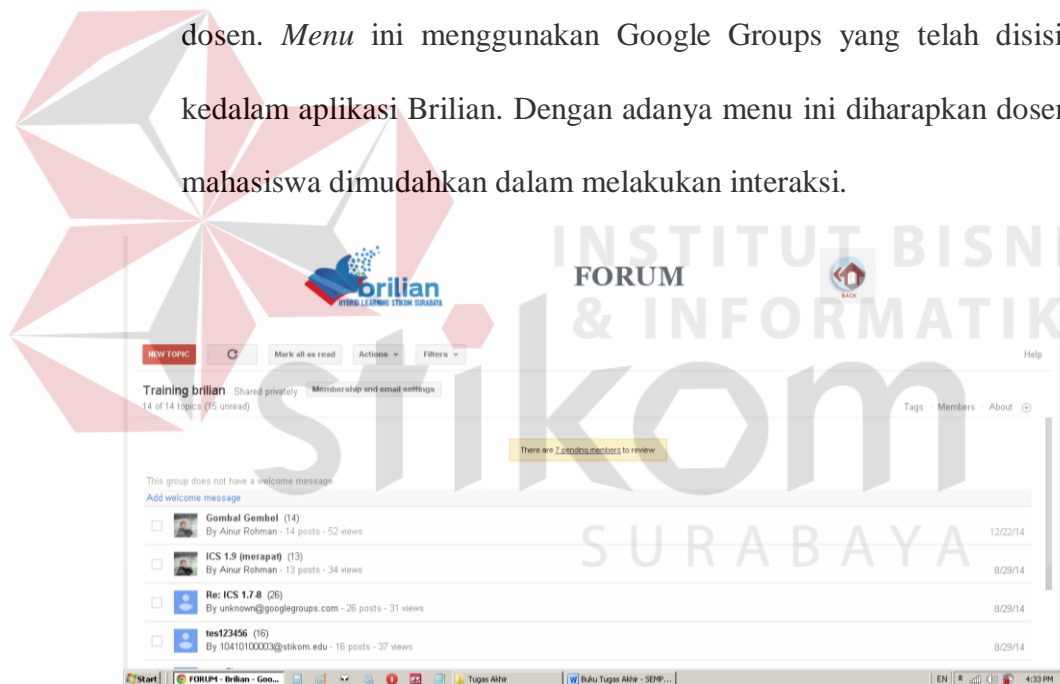 dosen. Menu ini menggunakan Google Groups yang telah disisi
kedalam aplikasi Brilian. Dengan adanya menu ini diharapkan dosen
mahasiswa dimudahkan dalam melakukan interaksi.
INSTITUT BISNI
& INFORMATIK
stikom
SURABAYA
brilian
HYBRID LEARNING STIKOM SURABAYA
FORUM
BACK
NEW TOPIC C Mark all as read Actions Filters Help
Training brilian Shared privately Membership and email settings
14 of 14 topics (15 unread) Tags · Members · About
There are 7 pending members to review
This group does not have a welcome message.
Add welcome message
Gombal Gembel (14)
By Ainur Rohman - 14 posts - 52 views 12/22/14
ICS 1.9 (merapat) (13)
By Ainur Rohman - 13 posts - 34 views 8/29/14
Re: ICS 1.7-8 (26)
By unknown@googlegroups.com - 26 posts - 31 views 8/29/14
tes123456 (16)
By 10410100003@stikom.edu - 16 posts - 37 views 8/29/14
Start FORUM - Brilian - Goo... Tugas Akhir Buku Tugas Akhir - SEMP... EN 4:33 PM